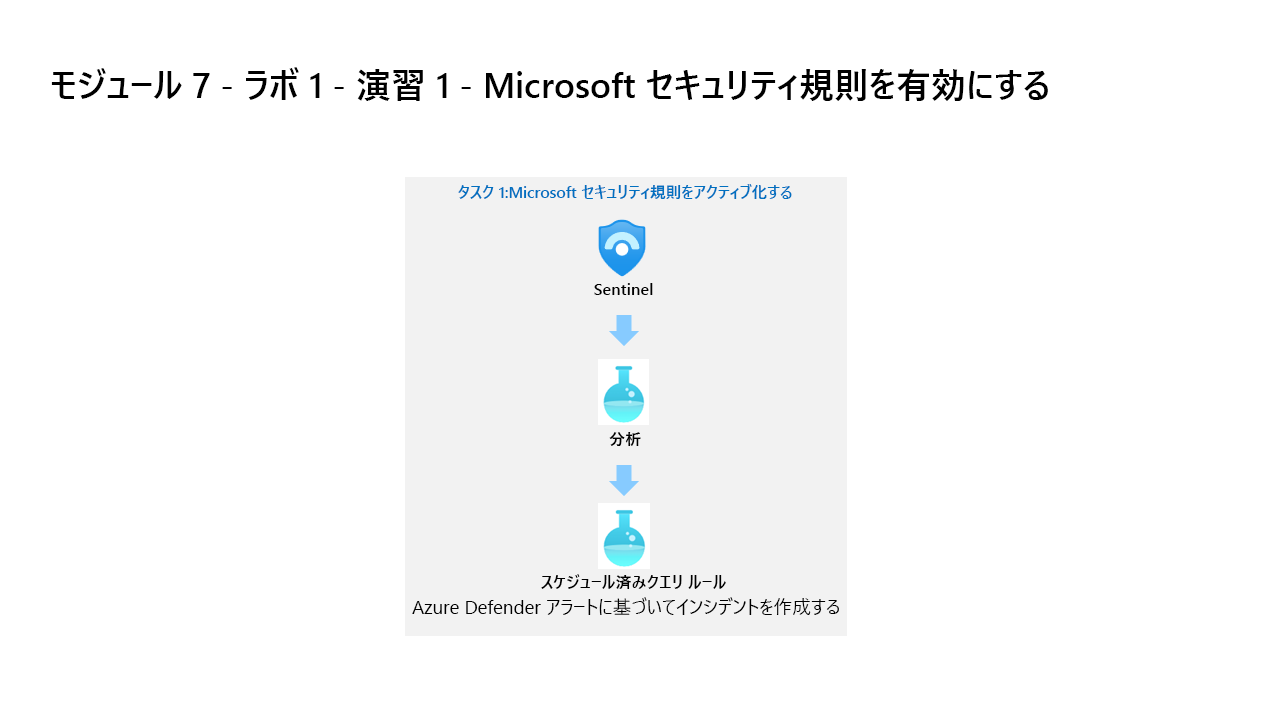 モジュール 7 - ラボ 1 - 演習 1 - Microsoft セキュリティ規則を有効にする
タスク 1:Microsoft セキュリティ規則をアクティブ化する
Sentinel
分析
スケジュール済みクエリ ルール
Azure Defender アラートに基づいてインシデントを作成する